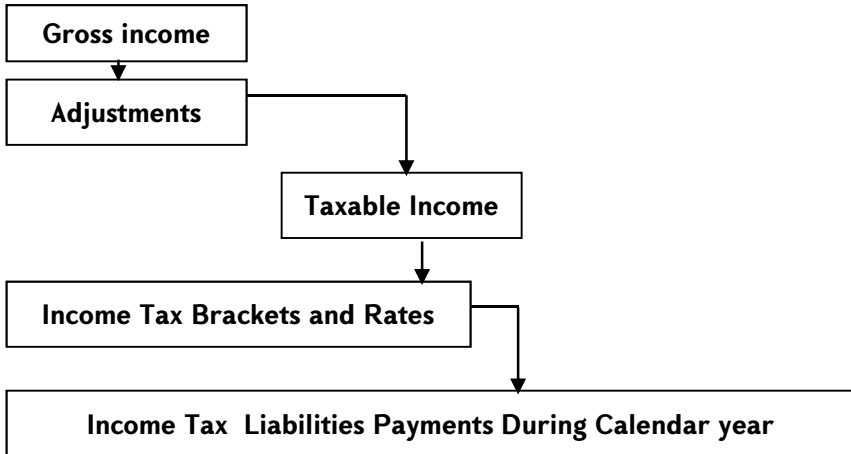 Gross income
Adjustments
Taxable Income
Income Tax Brackets and Rates
Income Tax Liabilities Payments During Calendar year